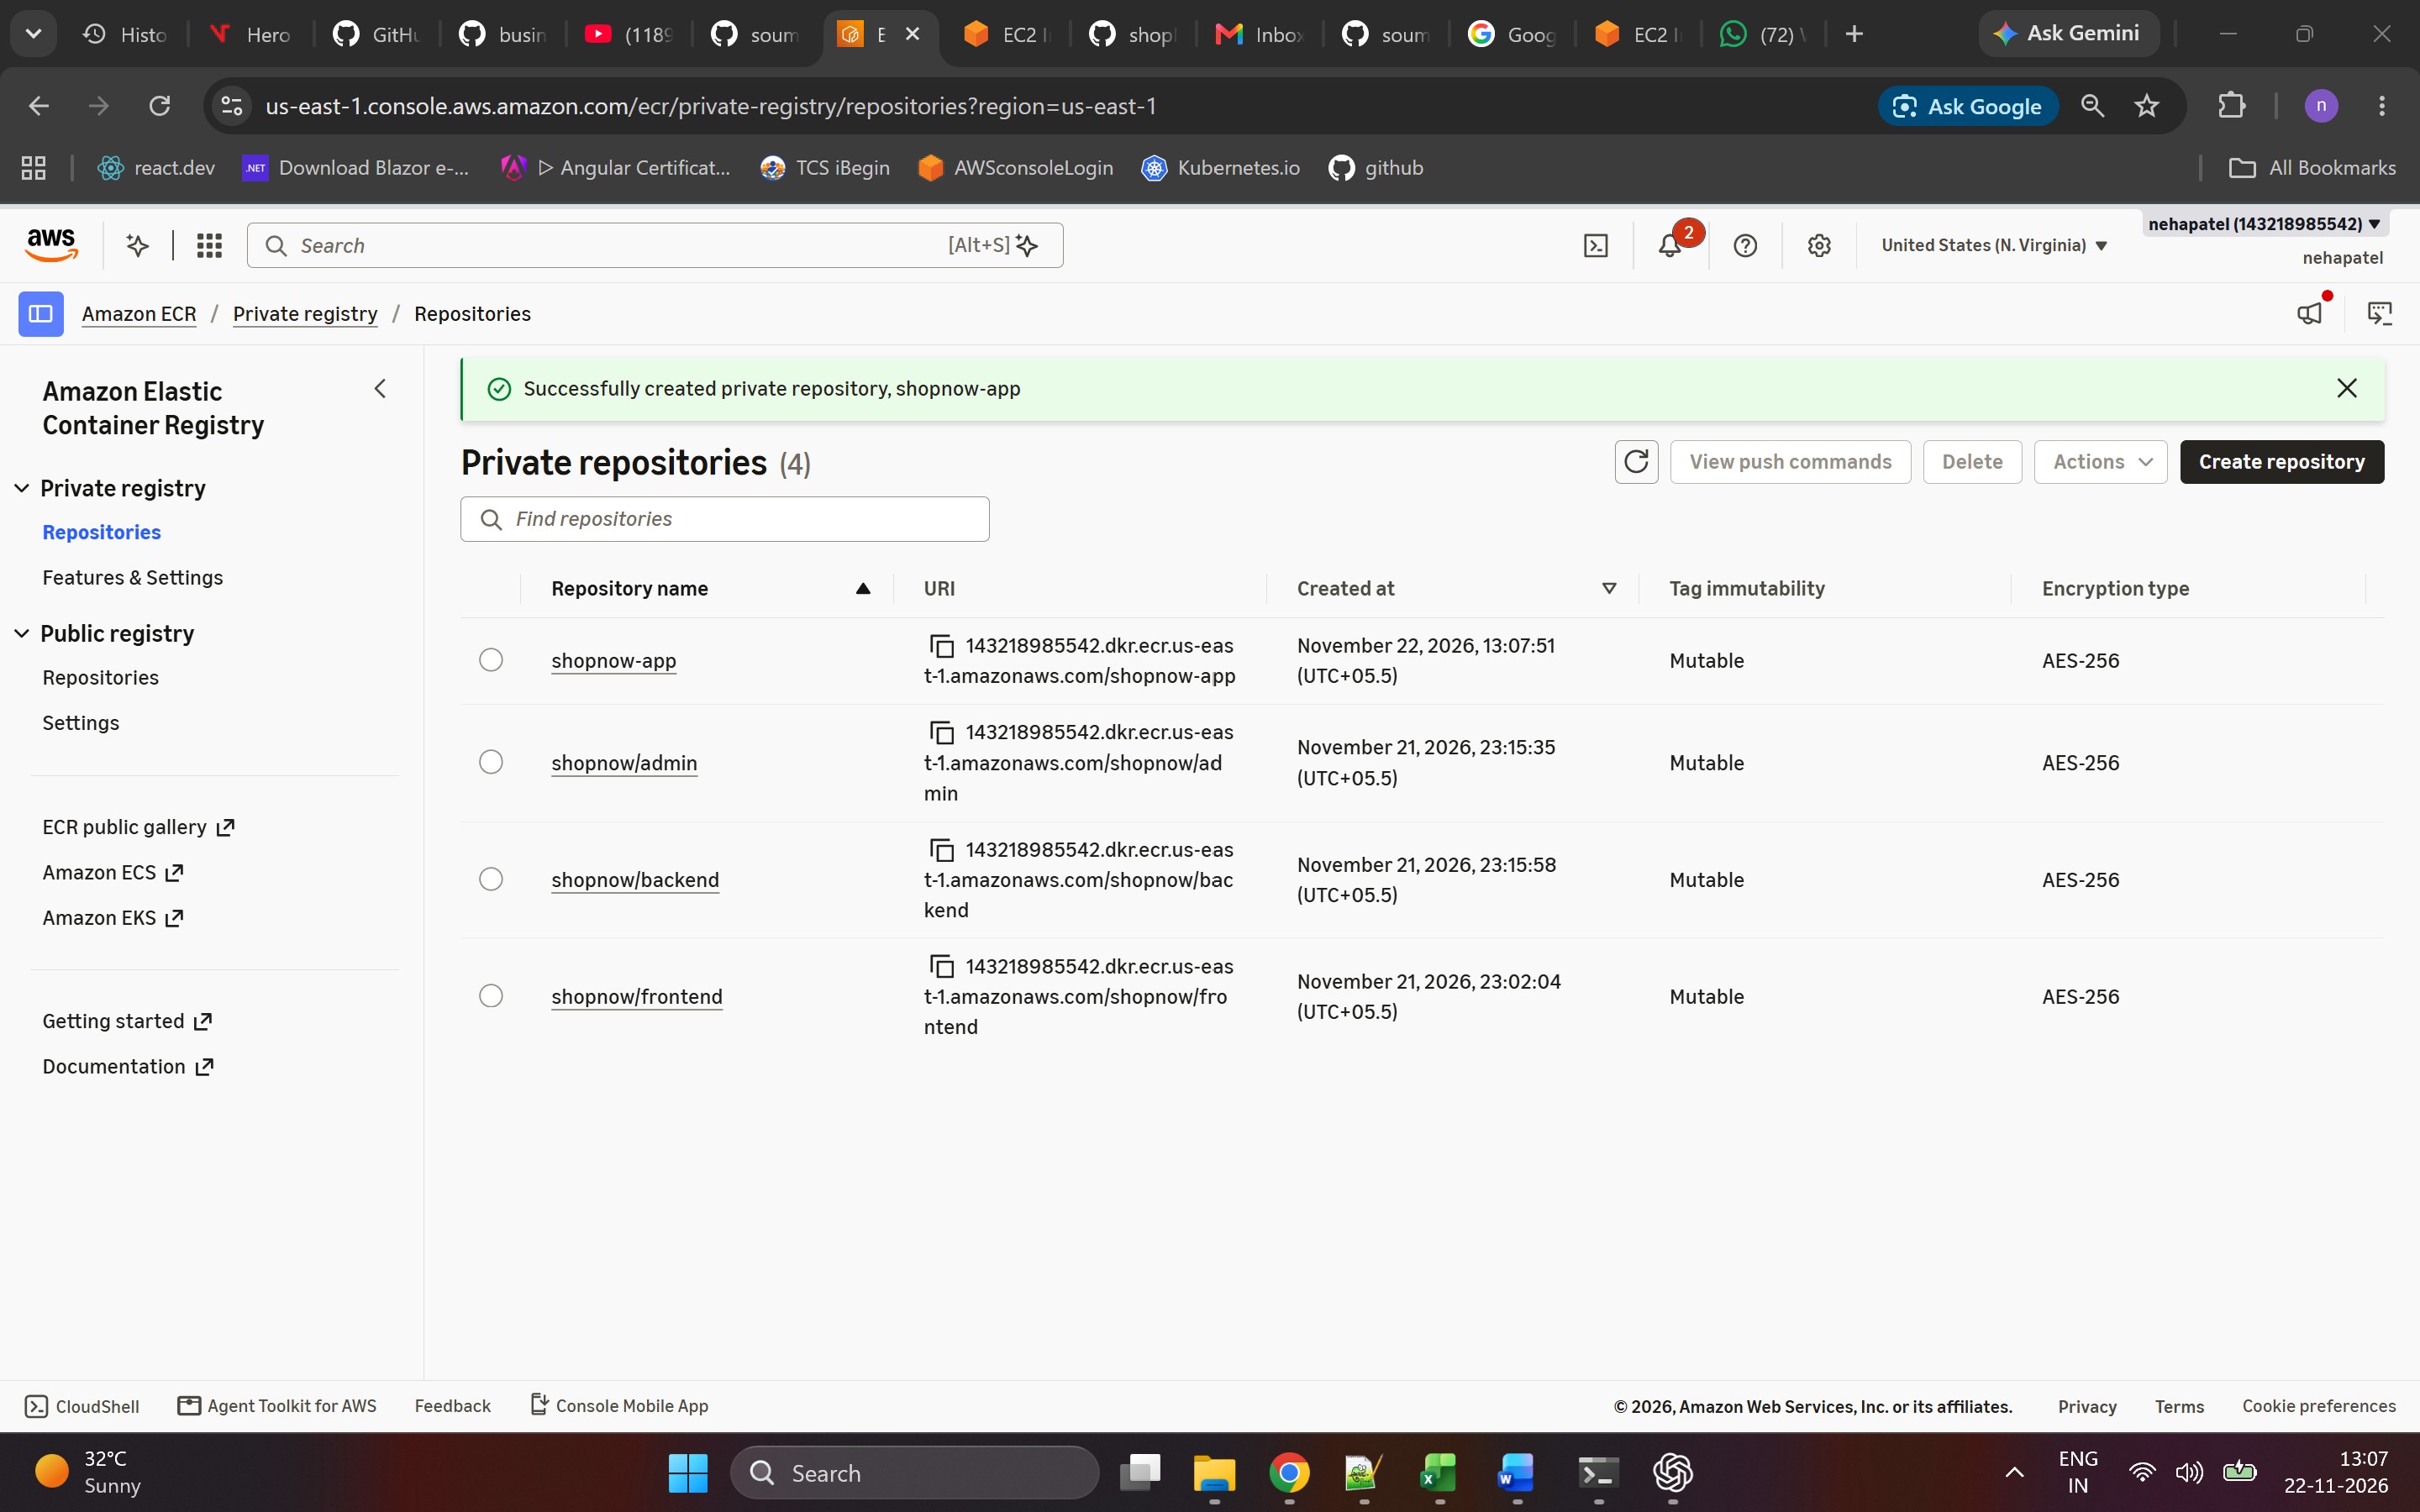 Histo
Hero
GitHu
busin
(1189
soum
E
EC2 I
shop
Inbox
soum
Goog
EC2 I
(72)
Ask Gemini
us-east-1.console.aws.amazon.com/ecr/private-registry/repositories?region=us-east-1
Ask Google
n
react.dev
.NET
Download Blazor e-...
▷ Angular Certificat...
TCS iBegin
AWSconsoleLogin
Kubernetes.io
github
All Bookmarks
aws
Search
[Alt+S]
2
United States (N. Virginia) ▼
nehapatel (143218985542) ▼
nehapatel
Amazon ECR / Private registry / Repositories
Amazon Elastic
Container Registry
Private registry
Repositories
Features & Settings
Public registry
Repositories
Settings
ECR public gallery
Amazon ECS
Amazon EKS
Getting started
Documentation
Successfully created private repository, shopnow-app
Private repositories (4)
View push commands
Delete
Actions
Create repository
Find repositories
Repository name
URI
Created at
Tag immutability
Encryption type
shopnow-app
143218985542.dkr.ecr.us-eas
t-1.amazonaws.com/shopnow-app
November 22, 2026, 13:07:51
(UTC+05.5)
Mutable
AES-256
shopnow/admin
143218985542.dkr.ecr.us-eas
t-1.amazonaws.com/shopnow/ad
min
November 21, 2026, 23:15:35
(UTC+05.5)
Mutable
AES-256
shopnow/backend
143218985542.dkr.ecr.us-eas
t-1.amazonaws.com/shopnow/bac
kend
November 21, 2026, 23:15:58
(UTC+05.5)
Mutable
AES-256
shopnow/frontend
143218985542.dkr.ecr.us-eas
t-1.amazonaws.com/shopnow/fro
ntend
November 21, 2026, 23:02:04
(UTC+05.5)
Mutable
AES-256
CloudShell
Agent Toolkit for AWS
Feedback
Console Mobile App
© 2026, Amazon Web Services, Inc. or its affiliates.
Privacy
Terms
Cookie preferences
32°C
Sunny
Search
ENG
IN
13:07
22-11-2026